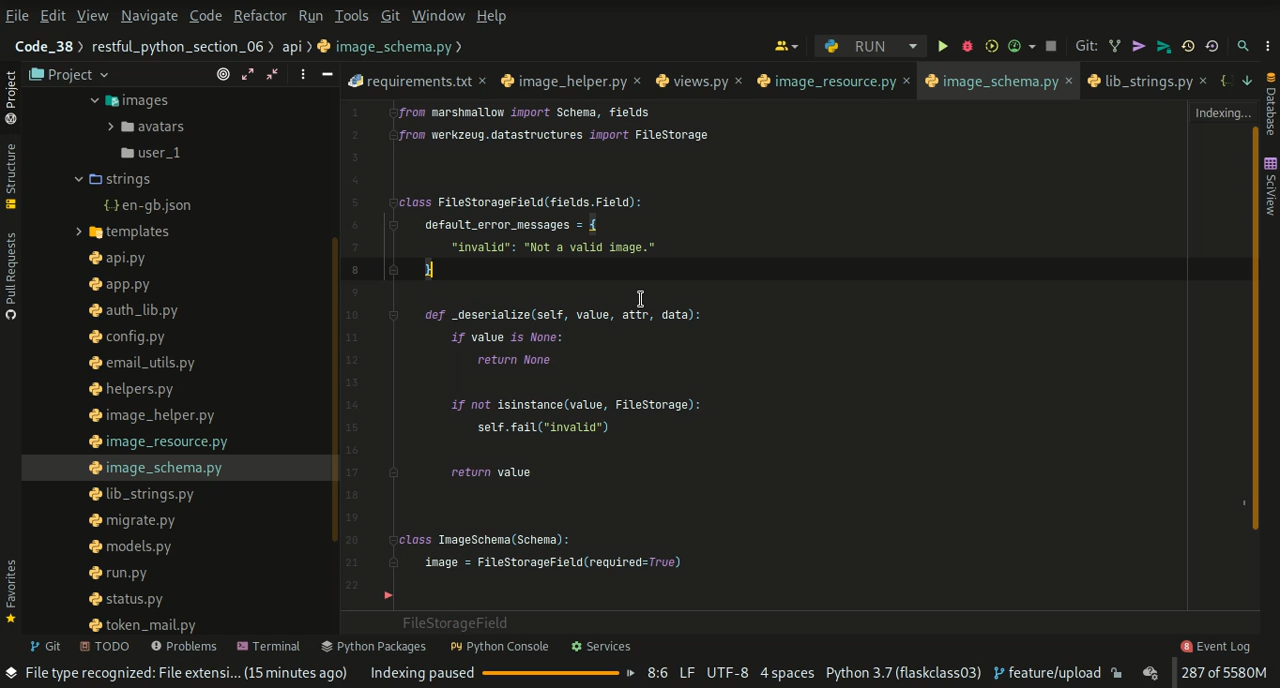 File Edit View Navigate Code Refactor Run Tools Git Window Help
Code_38 restful_python_section_06 api image_schema.py RUN Git:
Project
requirements.txt image_helper.py views.py image_resource.py image_schema.py lib_strings.py
images
avatars
user_1
strings
en-gb.json
templates
api.py
app.py
auth_lib.py
config.py
email_utils.py
helpers.py
image_helper.py
image_resource.py
image_schema.py
lib_strings.py
migrate.py
models.py
run.py
status.py
token_mail.py
Project
Structure
Pull Requests
Favorites
1 from marshmallow import Schema, fields
2 from werkzeug.datastructures import FileStorage
3
4
5 class FileStorageField(fields.Field):
6 default_error_messages = {
7 "invalid": "Not a valid image."
8 }
9
10 def _deserialize(self, value, attr, data):
11 if value is None:
12 return None
13
14 if not isinstance(value, FileStorage):
15 self.fail("invalid")
16
17 return value
18
19
20 class ImageSchema(Schema):
21 image = FileStorageField(required=True)
22
FileStorageField
Indexing...
Database
SciView
Git TODO Problems Terminal Python Packages Python Console Services 8 Event Log
File type recognized: File extensi... (15 minutes ago) Indexing paused 8:6 LF UTF-8 4 spaces Python 3.7 (flaskclass03) feature/upload 287 of 5580M